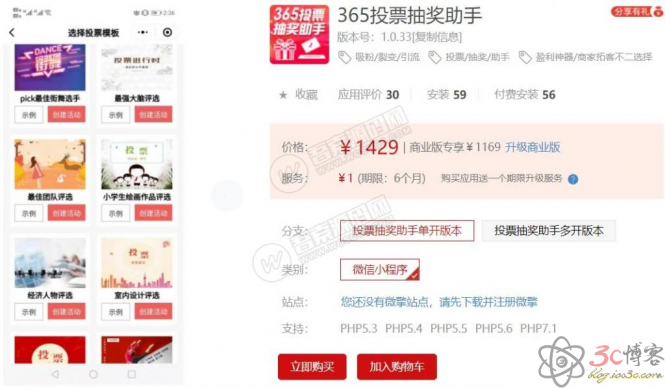 2:36
选择投票模板
DANCE
街舞
投票进行时
pick最佳街舞选手
最强大脑评选
示例
创建活动
示例
创建活动
投票
最佳团队评选
小学生绘画作品评选
示例
创建活动
示例
创建活动
投票
经济人物评选
室内设计评选
示例
创建活动
示例
创建活动
投票
365投票
抽奖助手
365投票抽奖助手
分享有礼
版本号：1.0.33[复制信息]
吸粉/裂变/引流
投票/抽奖/助手
盈利神器/商家拓客不二选择
收藏
应用评价 30
安装 59
付费安装 56
价格：
￥1429
商业版专享￥1169 升级商业版
服务：
￥1 (期限：6个月)
购买应用送一个期限升级服务 ?
分支：
投票抽奖助手单开版本
投票抽奖助手多开版本
类别：
微信小程序
站点：
您还没有微擎站点，请先下载并注册微擎
支持：
PHP5.3 PHP5.4 PHP5.5 PHP5.6 PHP7.1
立即购买
加入购物车
3c博客
blog.ios3c.com